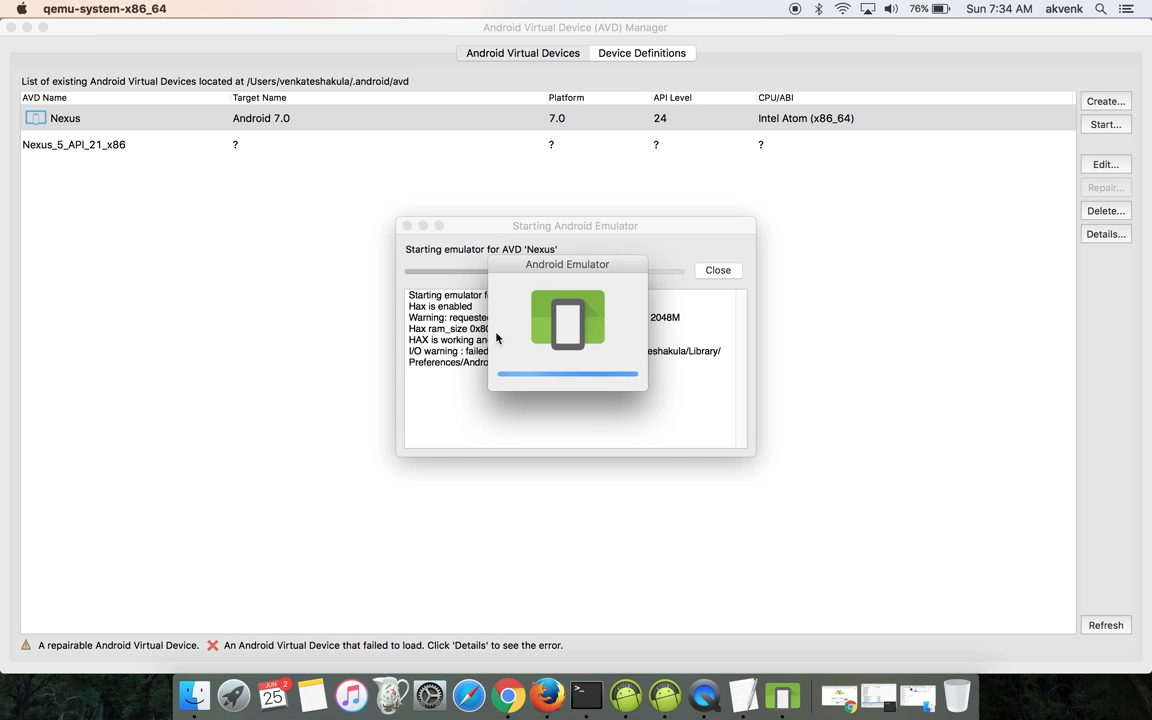 qemu-system-x86_64
76%
Sun 7:34 AM
akvenk
Android Virtual Device (AVD) Manager
Android Virtual Devices
Device Definitions
List of existing Android Virtual Devices located at /Users/venkateshakula/.android/avd
AVD Name Target Name Platform API Level CPU/ABI
Nexus Android 7.0 7.0 24 Intel Atom (x86_64)
Nexus_5_API_21_x86 ? ? ? ?
Create...
Start...
Edit...
Repair...
Delete...
Details...
Starting Android Emulator
Starting emulator for AVD 'Nexus'
Android Emulator
Close
Starting emulator f
Hax is enabled
Warning: requeste 2048M
Hax ram_size 0x80
HAX is working an
I/O warning : failed eshakula/Library/
Preferences/Andro
Refresh
A repairable Android Virtual Device. An Android Virtual Device that failed to load. Click 'Details' to see the error.
JUN
2
25